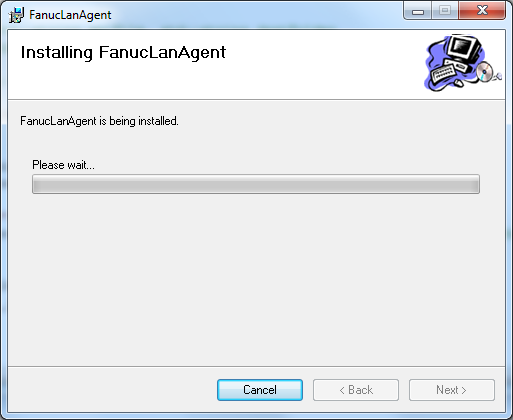 FanucLanAgent
Installing FanucLanAgent
FanucLanAgent is being installed.
Please wait...
Cancel
< Back
Next >